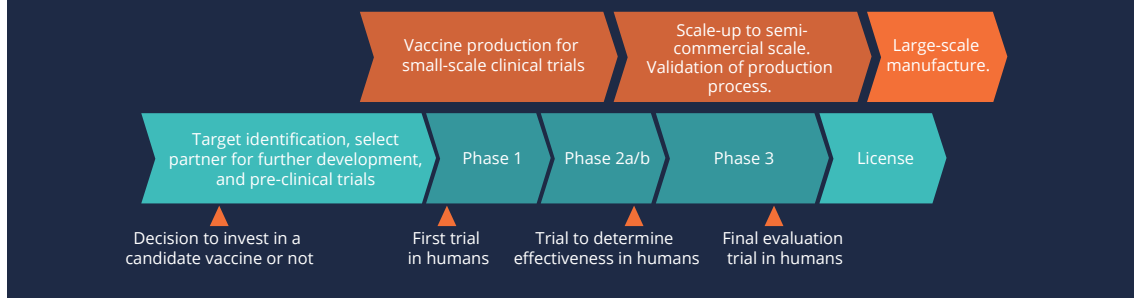 Vaccine production for
small-scale clinical trials
Scale-up to semi-
commercial scale.
Validation of production
process.
Large-scale
manufacture.
Target identification, select
partner for further development,
and pre-clinical trials
Phase 1
Phase 2a/b
Phase 3
License
Decision to invest in a
candidate vaccine or not
First trial
in humans
Trial to determine
effectiveness in humans
Final evaluation
trial in humans